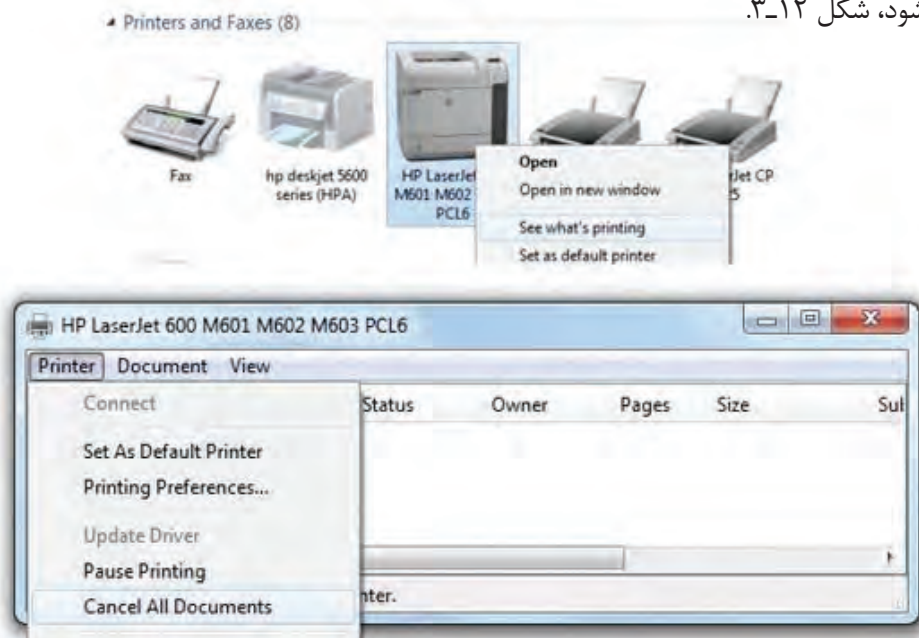 شود، شکل ۱۲ـ۳.
Printers and Faxes (8)
Fax
hp deskjet 5600
series (HPA)
HP LaserJet
M601 M602
PCL6
Jet CP
Open
Open in new window
See what's printing
Set as default printer
HP LaserJet 600 M601 M602 M603 PCL6
Printer Document View
Status Owner Pages Size Sub
Connect
Set As Default Printer
Printing Preferences...
Update Driver
Pause Printing
Cancel All Documents
nter.